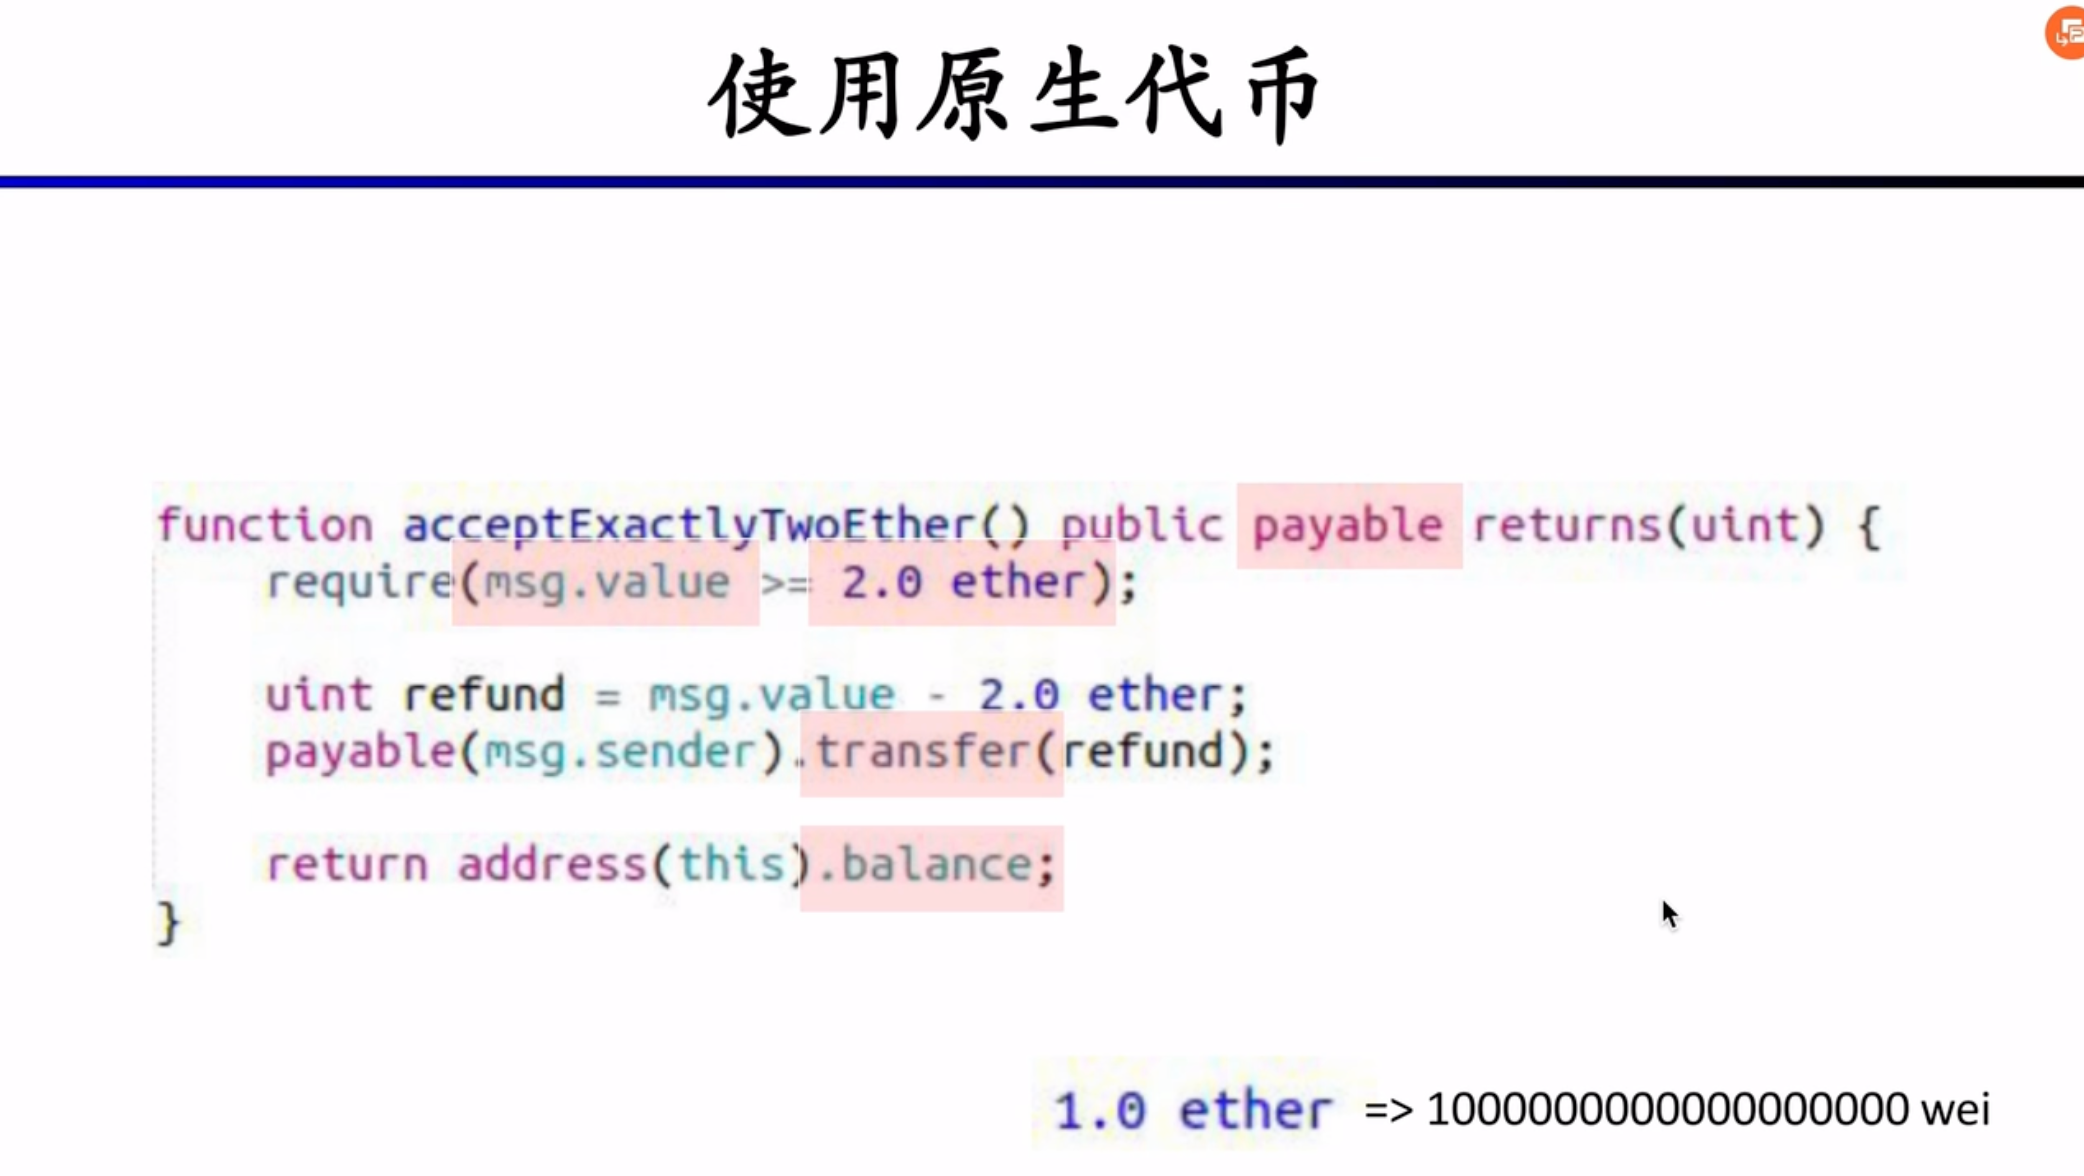 使用原生代币
function acceptExactlyTwoEther() public payable returns(uint) {
require(msg.value >= 2.0 ether);
uint refund = msg.value - 2.0 ether;
payable(msg.sender).transfer(refund);
return address(this).balance;
}
1.0 ether => 1000000000000000000 wei